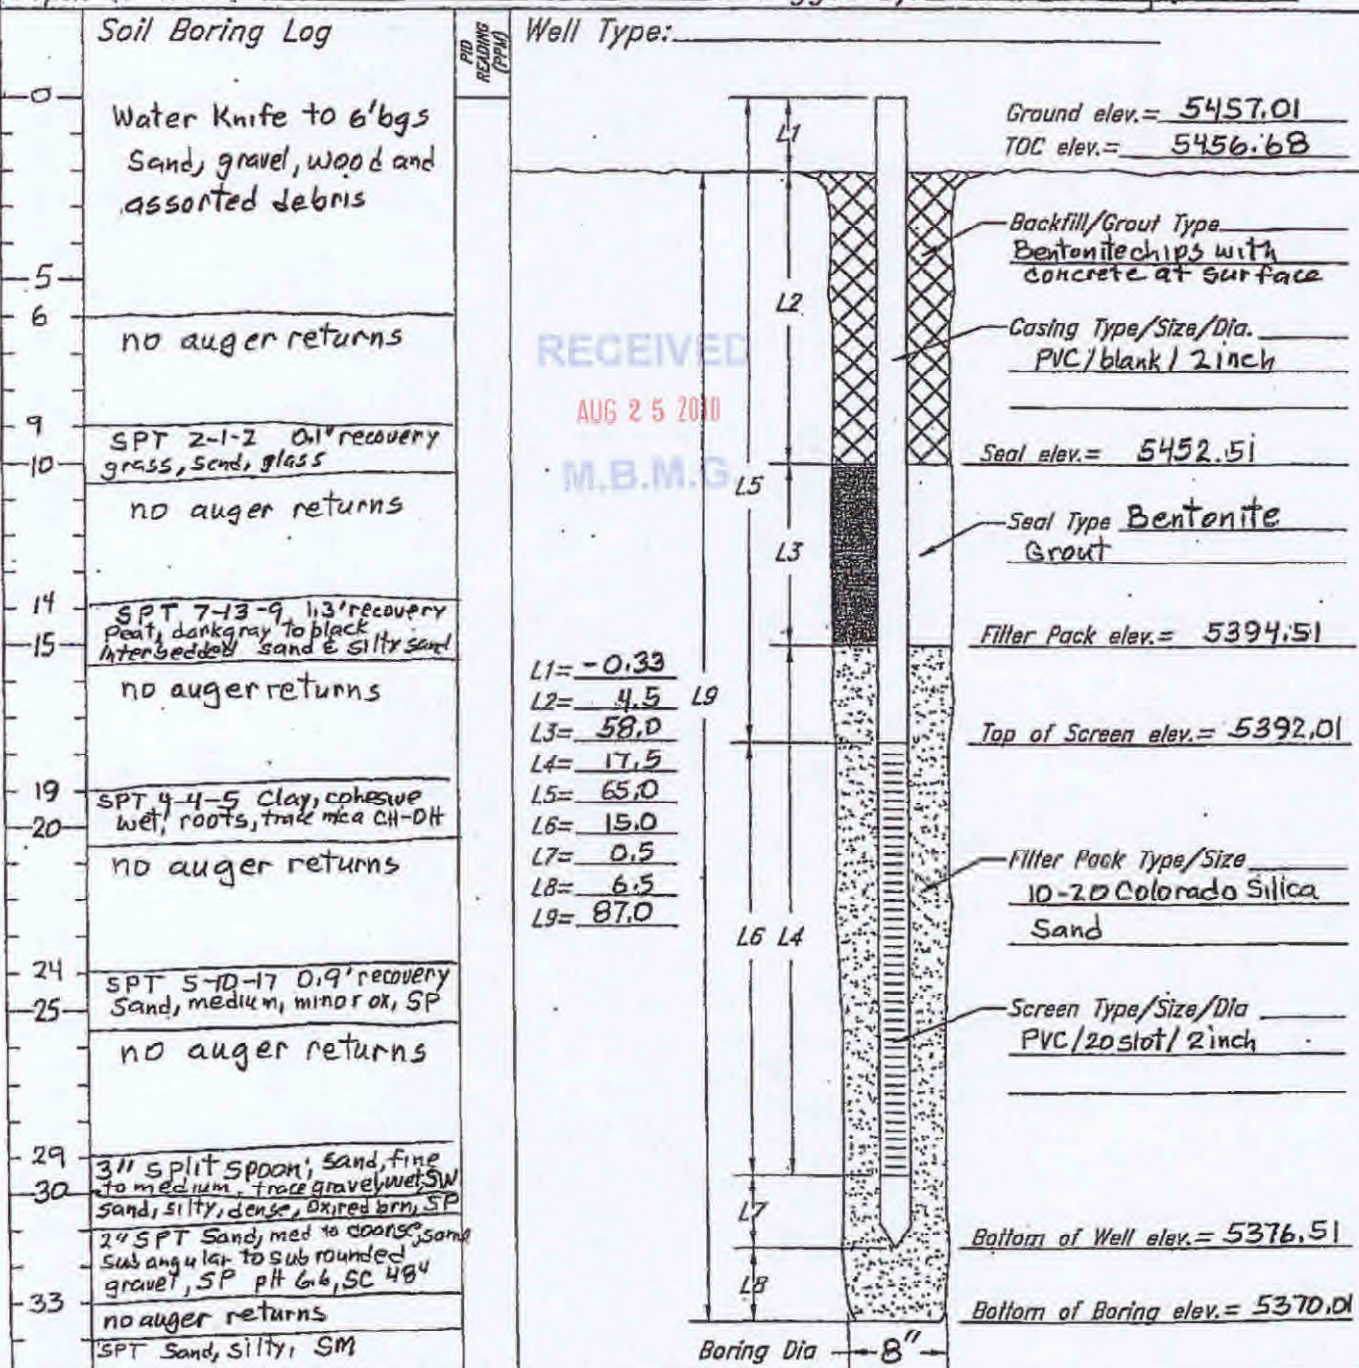 Soil Boring Log
PID READING (PPM)
Well Type:
0
Water Knife to 6'bgs
Sand, gravel, wood and
assorted debris
5
6
no auger returns
9
SPT 2-1-2 0.1' recovery
10
grass, sand, glass
no auger returns
14
SPT 7-13-9, 1.3' recovery
Peat, dark gray to black
15
interbedded sand & silty sand
no auger returns
19
SPT 4-4-5 Clay, cohesive
20
wet, roots, trace mica CH-OH
no auger returns
24
SPT 5-10-17 0.9' recovery
25
Sand, medium, minor ox, SP
no auger returns
29
3" split spoon; sand, fine
30
to medium, trace gravel, wet, SW
sand, silty, dense, ox, red brn, SP
2" SPT Sand, med to coarse, some
sub angular to sub rounded
gravel, SP pH 6.6, SC 484
33
no auger returns
SPT Sand, silty, SM
RECEIVED
AUG 25 2010
M.B.M.G.
L1= -0.33
L2= 4.5
L3= 58.0
L4= 17.5
L5= 65.0
L6= 15.0
L7= 0.5
L8= 6.5
L9= 87.0
L1
L2
L5
L3
L9
L6 L4
L7
L8
Ground elev.= 5457.01
TOC elev.= 5456.68
Backfill/Grout Type
Bentonite chips with
concrete at surface
Casing Type/Size/Dia.
PVC/blank/2inch
Seal elev.= 5452.51
Seal Type Bentonite
Grout
Filter Pack elev.= 5394.51
Top of Screen elev.= 5392.01
Filter Pack Type/Size
10-20 Colorado Silica
Sand
Screen Type/Size/Dia
PVC/20 slot/2inch
Bottom of Well elev.= 5376.51
Bottom of Boring elev.= 5370.01
Boring Dia 8"